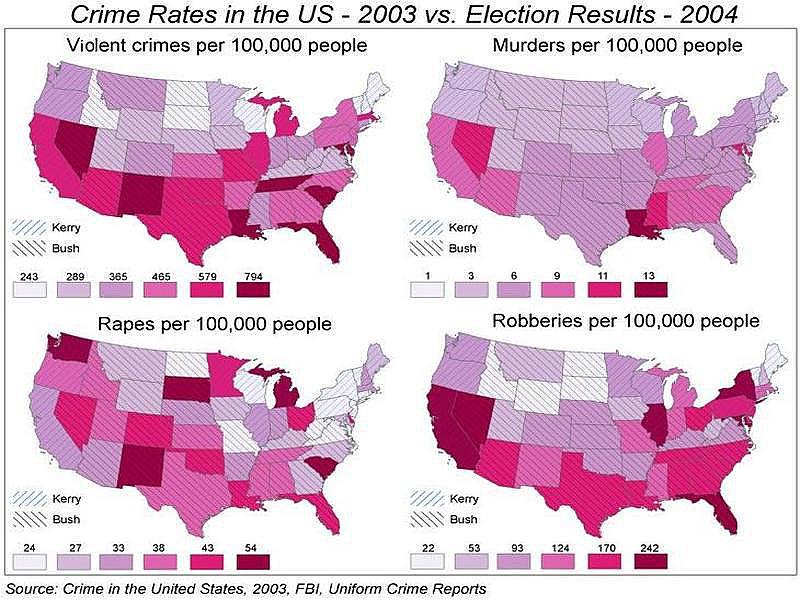 Crime Rates in the US - 2003 vs. Election Results - 2004
Violent crimes per 100,000 people
Murders per 100,000 people
Kerry
Bush
243 289 365 465 579 794
Kerry
Bush
1 3 6 9 11 13
Rapes per 100,000 people
Robberies per 100,000 people
Kerry
Bush
24 27 33 38 43 54
Kerry
Bush
22 53 93 124 170 242
Source: Crime in the United States, 2003, FBI, Uniform Crime Reports